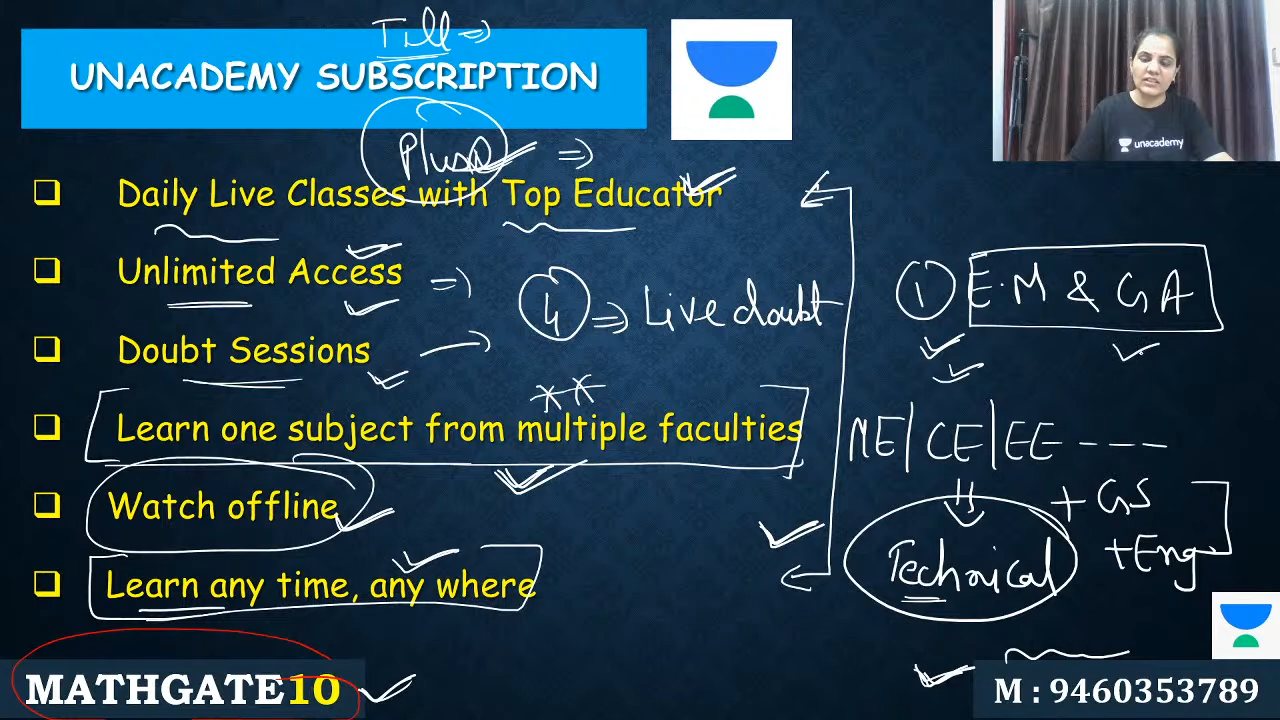 Till ⇒
UNACADEMY SUBSCRIPTION
Plus ⇒
Daily Live Classes with Top Educator
Unlimited Access ⇒ 4 ⇒ Live doubt
Doubt Sessions →
Learn one subject from multiple faculties
Watch offline
Learn any time, any where
unacademy
1 E.M & GA
ME|CE|EE ----
+ GS
+Eng
Technical
MATHGATE10
M : 9460353789